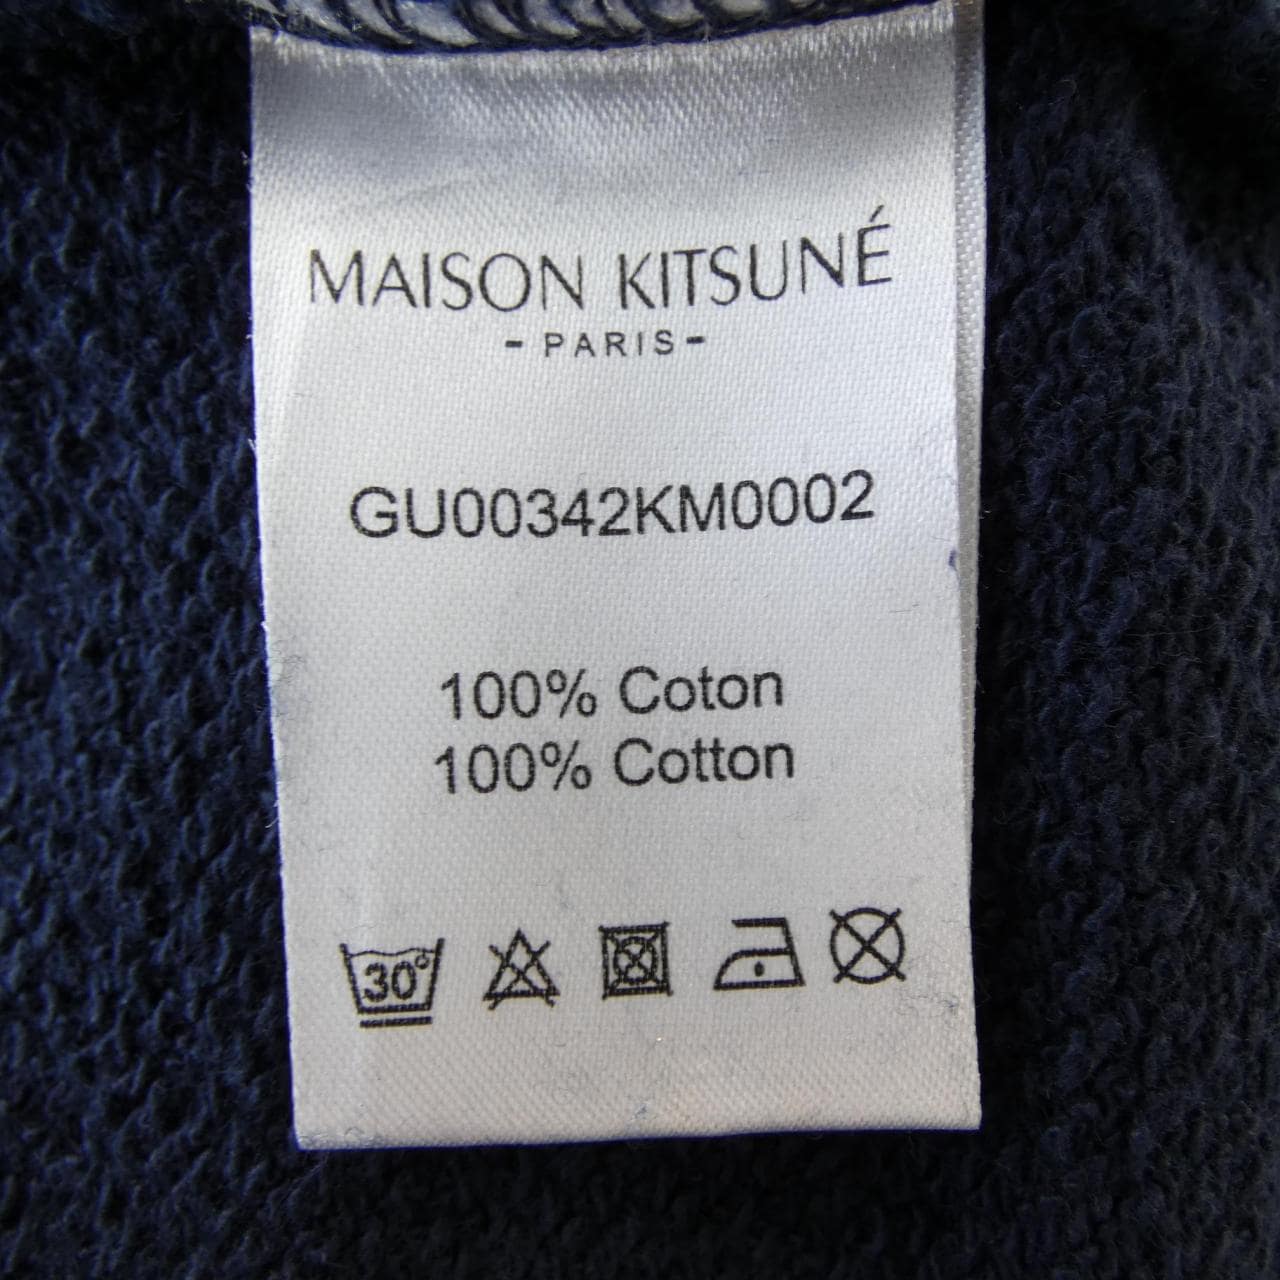 MAISON KITSUNÉ
- PARIS -
GU00342KM0002
100% Coton
100% Cotton
30°